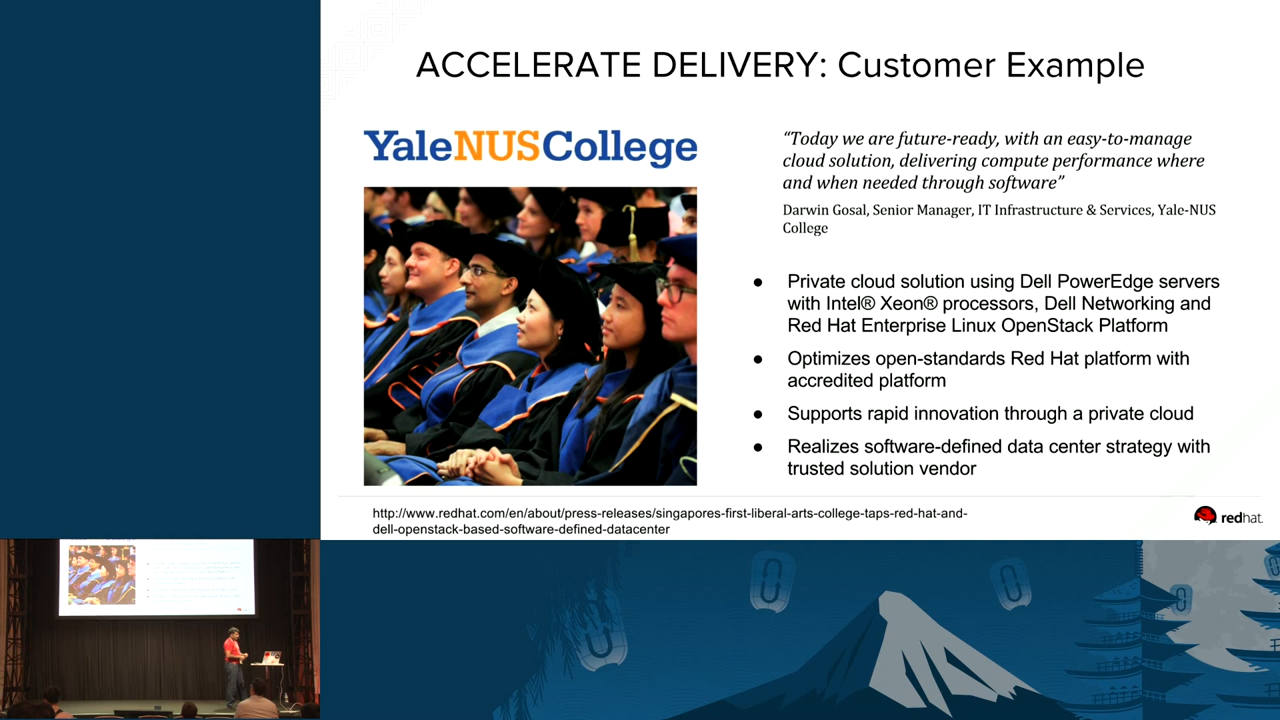 ACCELERATE DELIVERY: Customer Example
YaleNUSCollege
“Today we are future-ready, with an easy-to-manage
cloud solution, delivering compute performance where
and when needed through software”
Darwin Gosal, Senior Manager, IT Infrastructure & Services, Yale-NUS
College
● Private cloud solution using Dell PowerEdge servers
with Intel® Xeon® processors, Dell Networking and
Red Hat Enterprise Linux OpenStack Platform
● Optimizes open-standards Red Hat platform with
accredited platform
● Supports rapid innovation through a private cloud
● Realizes software-defined data center strategy with
trusted solution vendor
http://www.redhat.com/en/about/press-releases/singapores-first-liberal-arts-college-taps-red-hat-and-
dell-openstack-based-software-defined-datacenter
redhat.